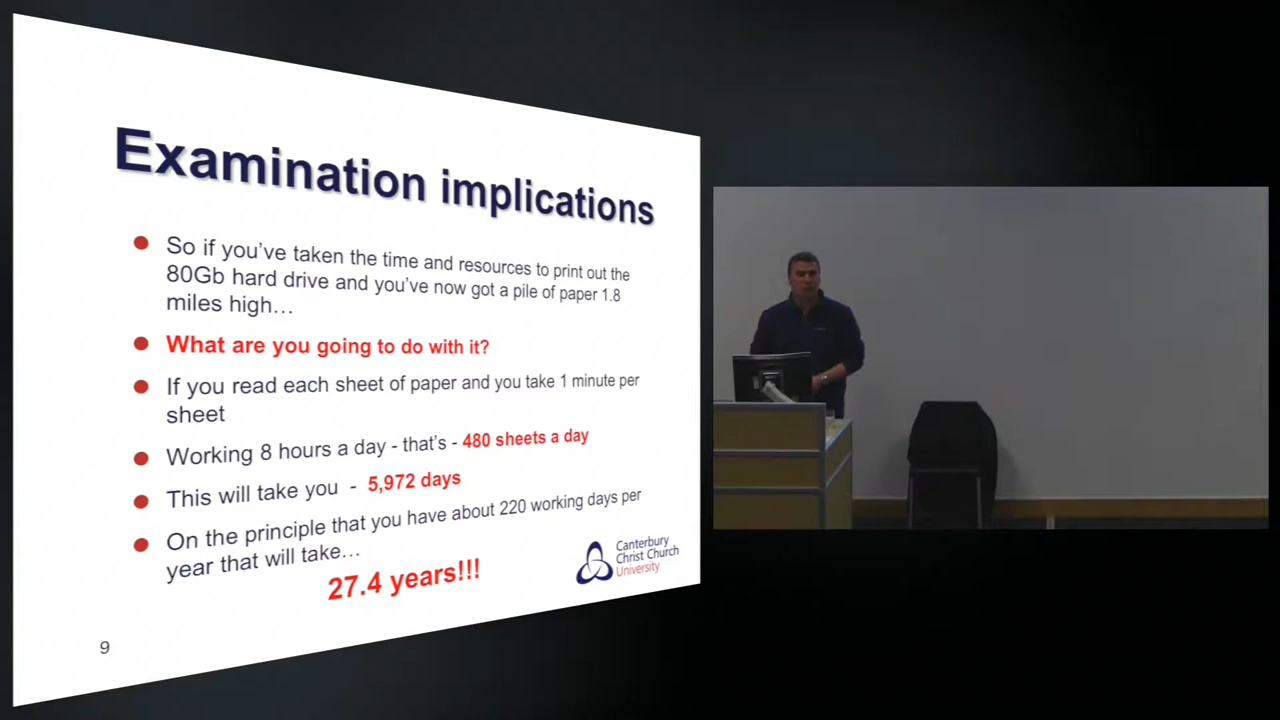 Examination implications
So if you've taken the time and resources to print out the
80Gb hard drive and you've now got a pile of paper 1.8
miles high…
What are you going to do with it?
If you read each sheet of paper and you take 1 minute per
sheet
Working 8 hours a day - that's - 480 sheets a day
This will take you - 5,972 days
On the principle that you have about 220 working days per
year that will take…
27.4 years!!!
Canterbury
Christ Church
University
9